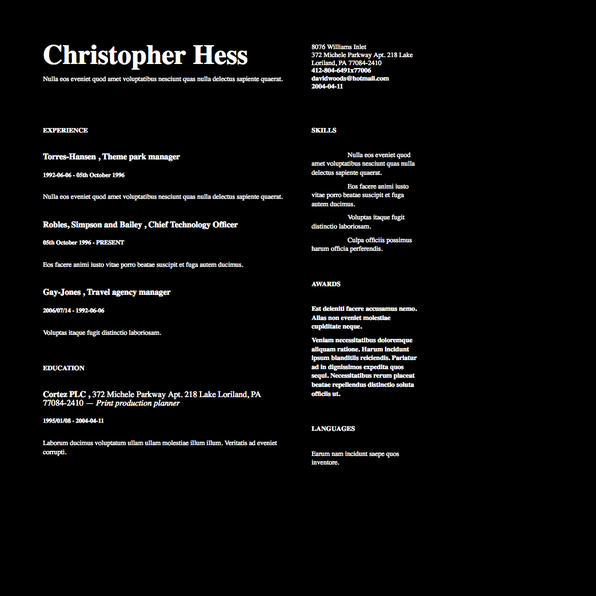 Christopher Hess
Nulla eos eveniet quod amet voluptatibus nesciunt quas nulla delectus sapiente quaerat.
8076 Williams Inlet
372 Michele Parkway Apt. 218 Lake
Loriland, PA 77084-2410
412-804-6491x77006
davidwoods@hotmail.com
2004-04-11
EXPERIENCE
Torres-Hansen , Theme park manager
1992-06-06 - 05th October 1996
Nulla eos eveniet quod amet voluptatibus nesciunt quas nulla delectus sapiente quaerat.
Robles, Simpson and Bailey , Chief Technology Officer
05th October 1996 - PRESENT
Eos facere animi iusto vitae porro beatae suscipit et fuga autem ducimus.
Gay-Jones , Travel agency manager
2006/07/14 - 1992-06-06
Voluptas itaque fugit distinctio laboriosam.
EDUCATION
Cortez PLC , 372 Michele Parkway Apt. 218 Lake Loriland, PA
77084-2410 — Print production planner
1995/01/08 - 2004-04-11
Laborum ducimus voluptatum ullam ullam molestiae illum illum. Veritatis ad eveniet
corrupti.
SKILLS
Nulla eos eveniet quod
amet voluptatibus nesciunt quas nulla
delectus sapiente quaerat.
Eos facere animi iusto
vitae porro beatae suscipit et fuga
autem ducimus.
Voluptas itaque fugit
distinctio laboriosam.
Culpa officiis possimus
harum officia perferendis.
AWARDS
Est deleniti facere accusamus nemo.
Alias non eveniet molestiae
cupiditate neque.
Veniam necessitatibus doloremque
aliquam ratione. Harum incidunt
ipsum blanditiis reiciendis. Pariatur
ad in dignissimos expedita quos
sequi. Necessitatibus rerum placeat
beatae repellendus distinctio soluta
officiis ut.
LANGUAGES
Earum nam incidunt saepe quos
inventore.